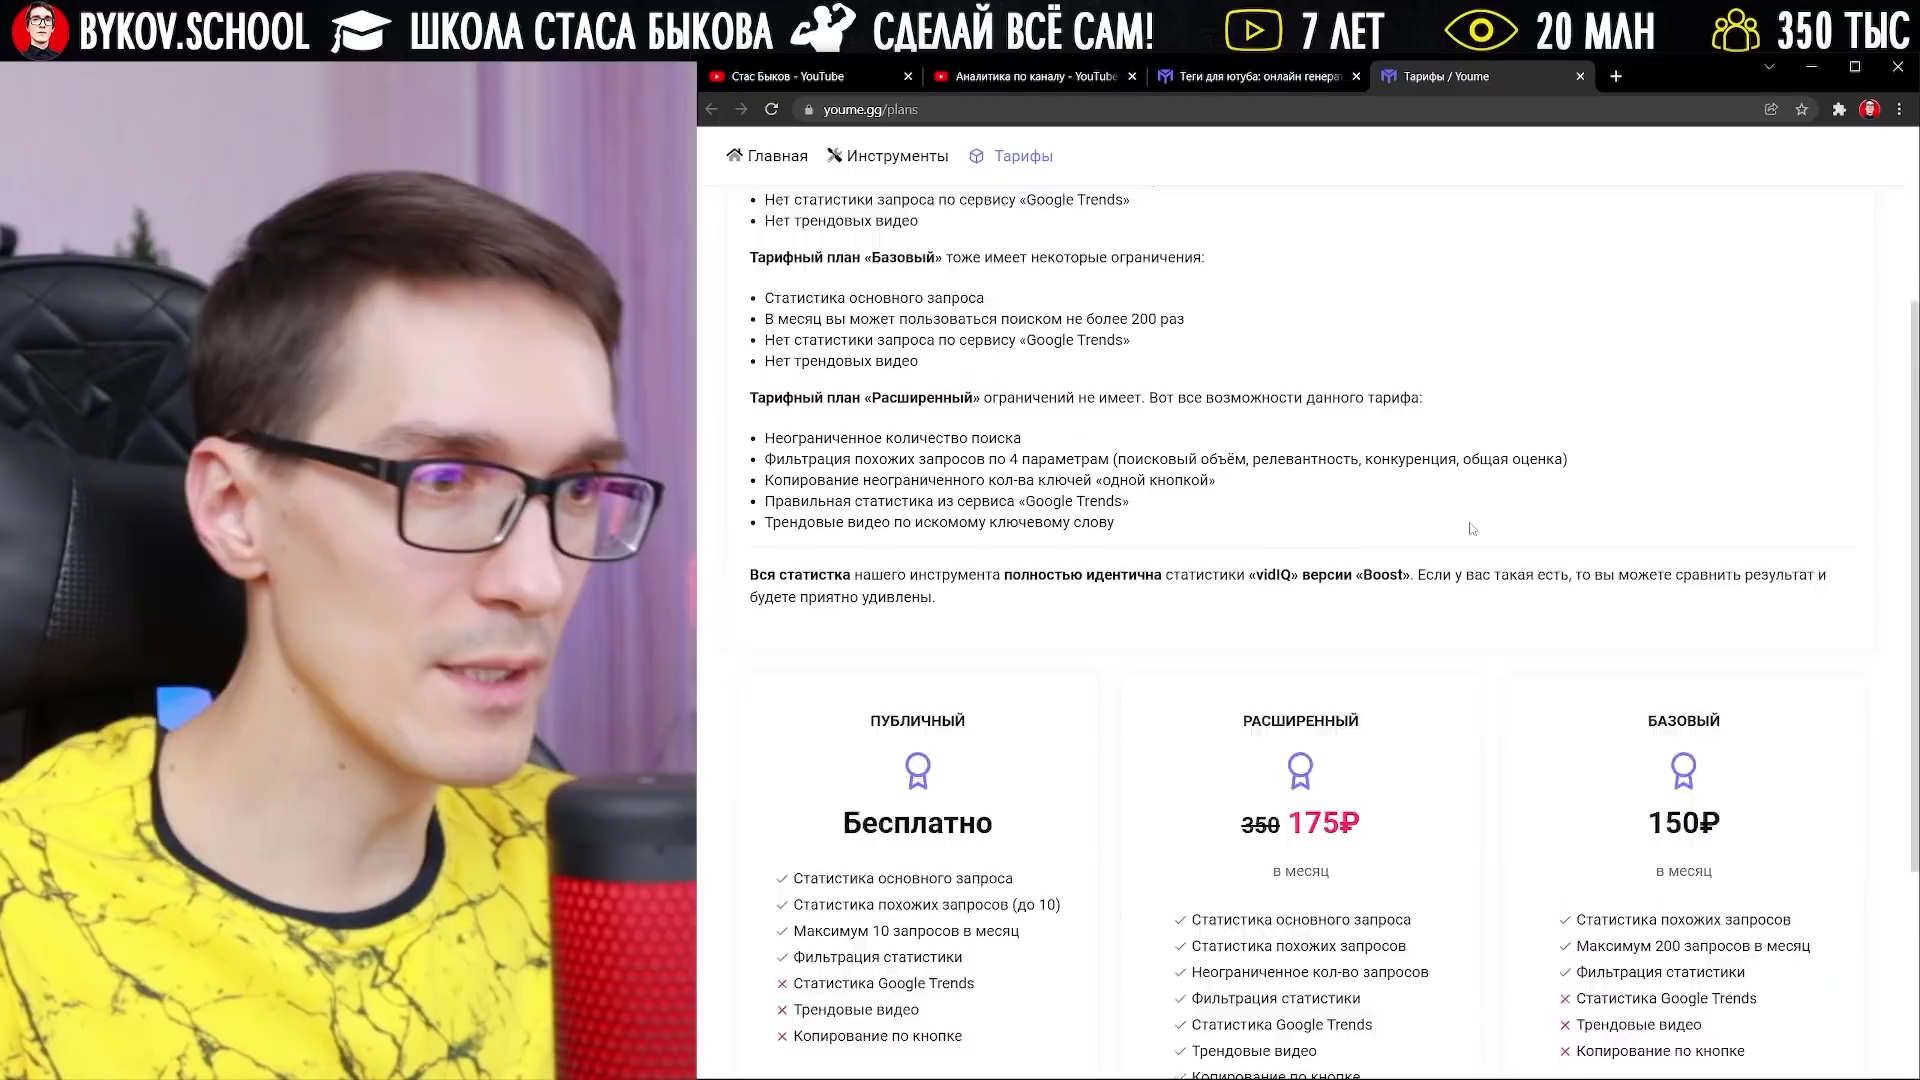 BYKOV.SCHOOL ШКОЛА СТАСА БЫКОВА СДЕЛАЙ ВСЁ САМ! 7 ЛЕТ 20 МЛН 350 ТЫС
Стас Быков - YouTube
Аналитика по каналу - YouTube
Теги для ютуба: онлайн генера
Тарифы / Youme
youme.gg/plans
Главная Инструменты Тарифы
Нет статистики запроса по сервису «Google Trends»
Нет трендовых видео
Тарифный план «Базовый» тоже имеет некоторые ограничения:
Статистика основного запроса
В месяц вы может пользоваться поиском не более 200 раз
Нет статистики запроса по сервису «Google Trends»
Нет трендовых видео
Тарифный план «Расширенный» ограничений не имеет. Вот все возможности данного тарифа:
Неограниченное количество поиска
Фильтрация похожих запросов по 4 параметрам (поисковый объём, релевантность, конкуренция, общая оценка)
Копирование неограниченного кол-ва ключей «одной кнопкой»
Правильная статистика из сервиса «Google Trends»
Трендовые видео по искомому ключевому слову
Вся статистка нашего инструмента полностью идентична статистики «vidIQ» версии «Boost». Если у вас такая есть, то вы можете сравнить результат и
будете приятно удивлены.
ПУБЛИЧНЫЙ
Бесплатно
Статистика основного запроса
Статистика похожих запросов (до 10)
Максимум 10 запросов в месяц
Фильтрация статистики
Статистика Google Trends
Трендовые видео
Копирование по кнопке
РАСШИРЕННЫЙ
350 175₽
в месяц
Статистика основного запроса
Статистика похожих запросов
Неограниченное кол-во запросов
Фильтрация статистики
Статистика Google Trends
Трендовые видео
Копирование по кнопке
БАЗОВЫЙ
150₽
в месяц
Статистика похожих запросов
Максимум 200 запросов в месяц
Фильтрация статистики
Статистика Google Trends
Трендовые видео
Копирование по кнопке